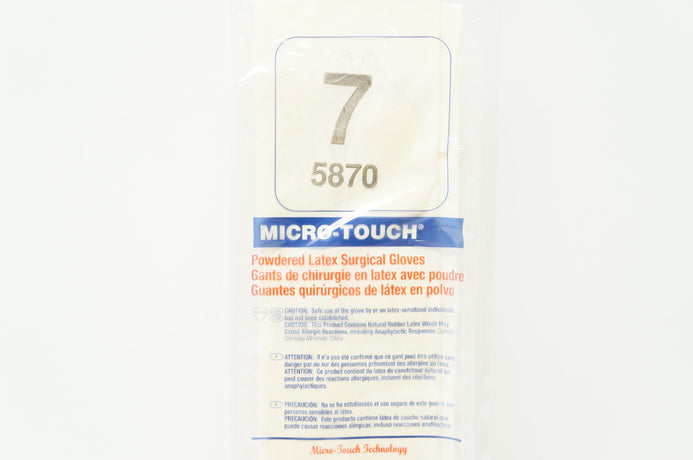 7
5870
MICRO-TOUCH®
Powdered Latex Surgical Gloves
Gants de chirurgie en latex avec poudre
Guantes quirúrgicos de látex en polvo
CAUTION: Safe use of the glove by or on latex-sensitized individuals
has not been established.
CAUTION: This Product Contains Natural Rubber Latex Which May
Cause Allergic Reactions, including Anaphylactic Responses. Gamma
Sterilized Minimum 25kGy
F ATTENTION: Il n'a pas été confirmé que ce gant peut être utilisé sans
danger par ou sur des personnes présentant des allergies au latex.
ATTENTION: Ce produit contient du latex de caoutchouc naturel qui
peut causer des réactions allergiques, incluant des réactions
anaphylactiques.
E PRECAUCIÓN: No se ha establecido el uso seguro de este guante por
personas sensibles al látex.
PRECAUCIÓN: Este producto contiene látex de caucho natural que
puede causar reacciones alérgicas, incluso reacciones
Micro-Touch Technology